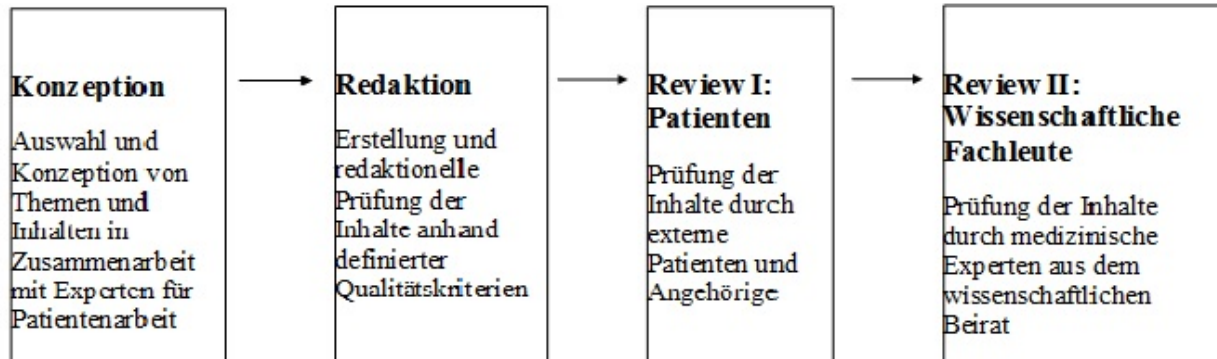 Konzeption
Auswahl und
Konzeption von
Themen und
Inhalten in
Zusammenarbeit
mit Experten für
Patientenarbeit
Redaktion
Erstellung und
redaktionelle
Prüfung der
Inhalte anhand
definierter
Qualitätskriterien
Review I:
Patienten
Prüfung der
Inhalte durch
externe
Patienten und
Angehörige
Review II:
Wissenschaftliche
Fachleute
Prüfung der Inhalte
durch medizinische
Experten aus dem
wissenschaftlichen
Beirat